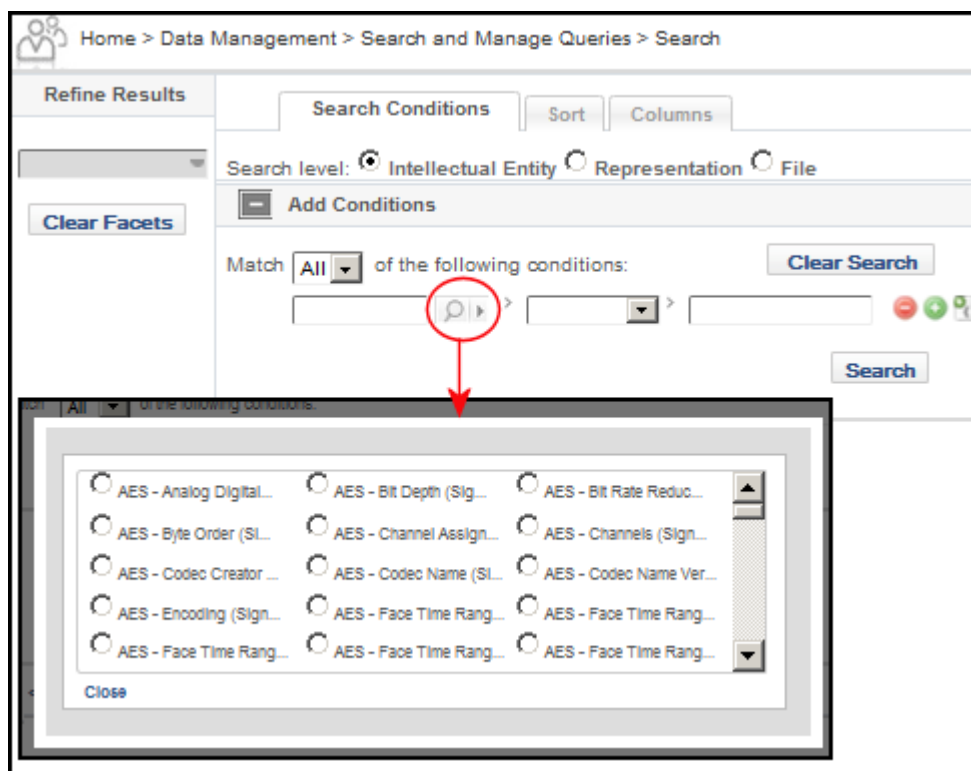 Home > Data Management > Search and Manage Queries > Search
Refine Results
Search Conditions Sort Columns
Search level: Intellectual Entity Representation File
Clear Facets
Add Conditions
Match All of the following conditions:
Clear Search
> >
Search
All of the following conditions:
AES - Analog Digital... AES - Bit Depth (Sig... AES - Bit Rate Reduc...
AES - Byte Order (Si... AES - Channel Assign... AES - Channels (Sign...
AES - Codec Creator ... AES - Codec Name (Si... AES - Codec Name Ver...
AES - Encoding (Sign... AES - Face Time Rang... AES - Face Time Rang...
AES - Face Time Rang... AES - Face Time Rang... AES - Face Time Rang...
Close